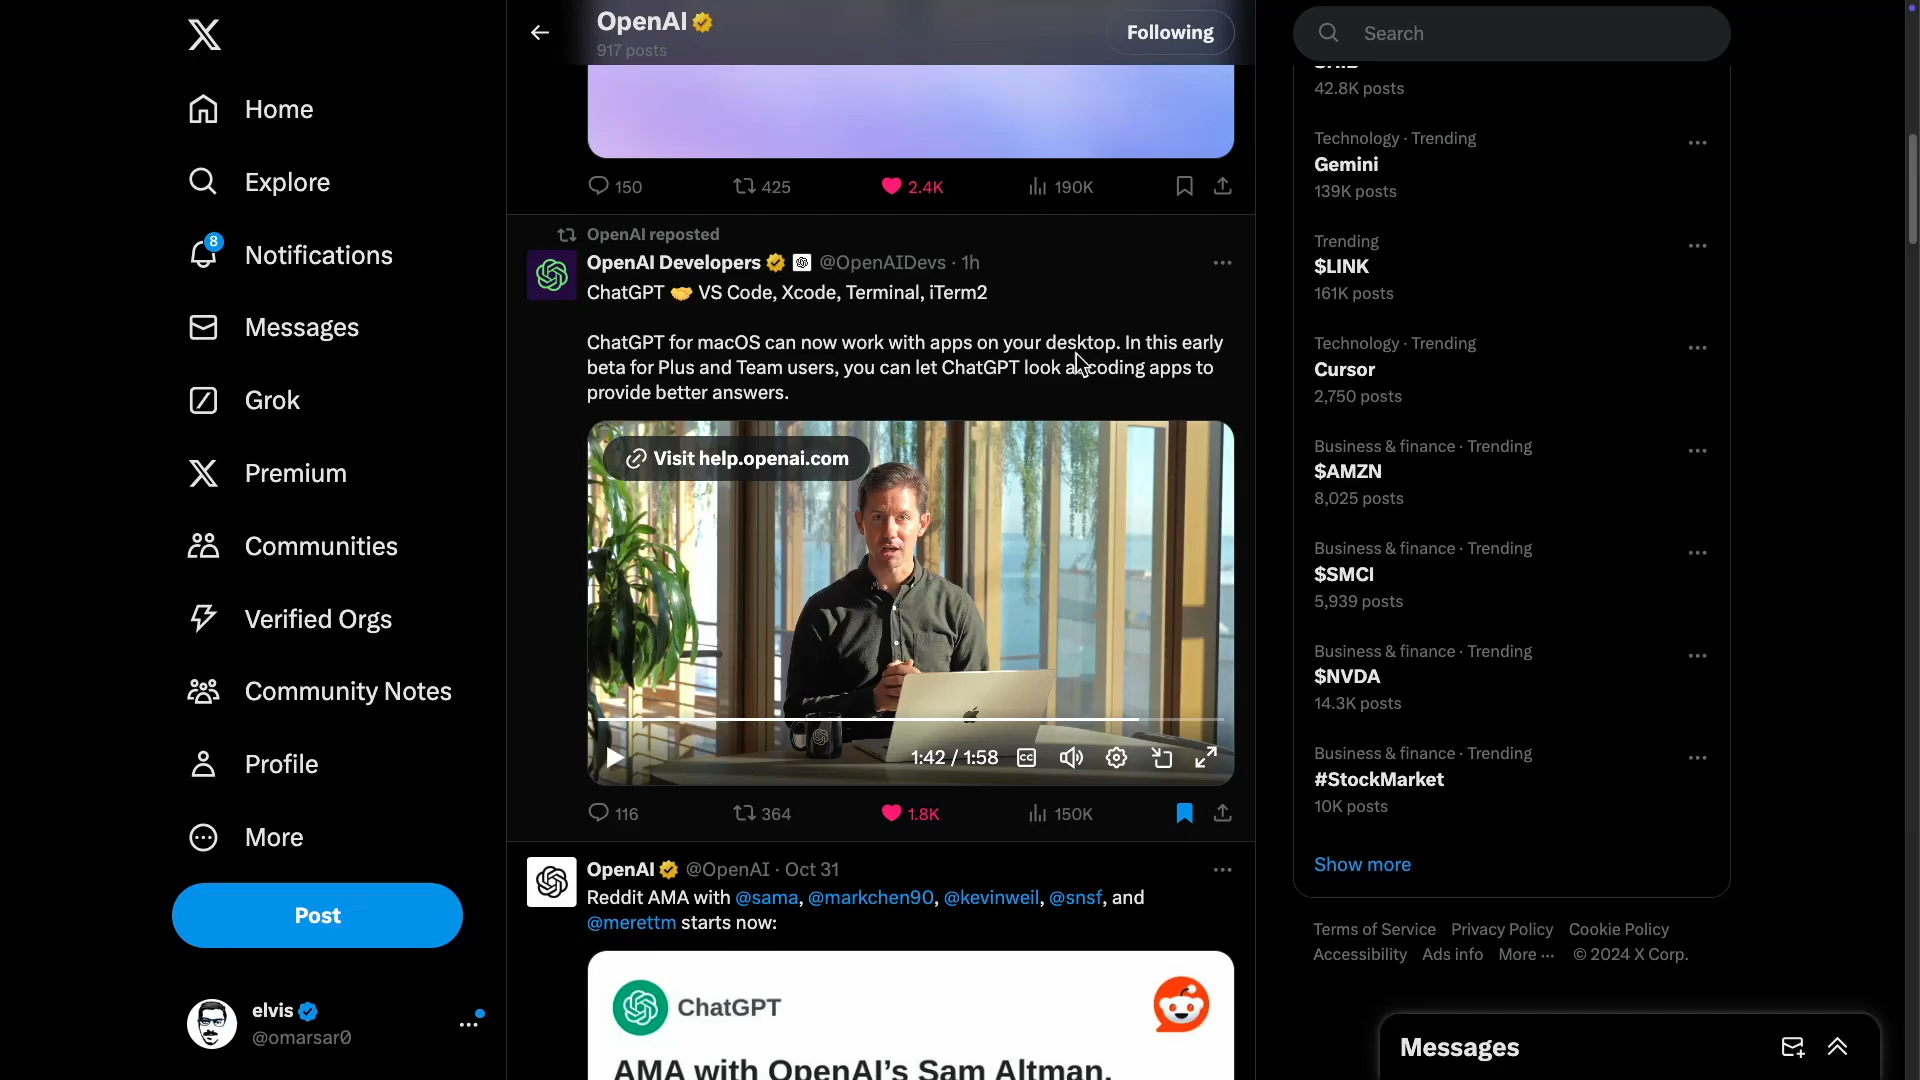 Home
Explore
8
Notifications
Messages
Grok
Premium
Communities
Verified Orgs
Community Notes
Profile
More
Post
elvis
@omarsar0
OpenAI
917 posts
Following
150
425
2.4K
190K
OpenAI reposted
OpenAI Developers @OpenAIDevs · 1h
ChatGPT 🤝 VS Code, Xcode, Terminal, iTerm2
ChatGPT for macOS can now work with apps on your desktop. In this early
beta for Plus and Team users, you can let ChatGPT look at coding apps to
provide better answers.
Visit help.openai.com
1:42 / 1:58
CC
116
364
1.8K
150K
OpenAI @OpenAI · Oct 31
Reddit AMA with @sama, @markchen90, @kevinweil, @snsf, and
@merettm starts now:
ChatGPT
AMA with OpenAI's Sam Altman,
Search
42.8K posts
Technology · Trending
Gemini
139K posts
Trending
$LINK
161K posts
Technology · Trending
Cursor
2,750 posts
Business & finance · Trending
$AMZN
8,025 posts
Business & finance · Trending
$SMCI
5,939 posts
Business & finance · Trending
$NVDA
14.3K posts
Business & finance · Trending
#StockMarket
10K posts
Show more
Terms of Service Privacy Policy Cookie Policy
Accessibility Ads info More ··· © 2024 X Corp.
Messages